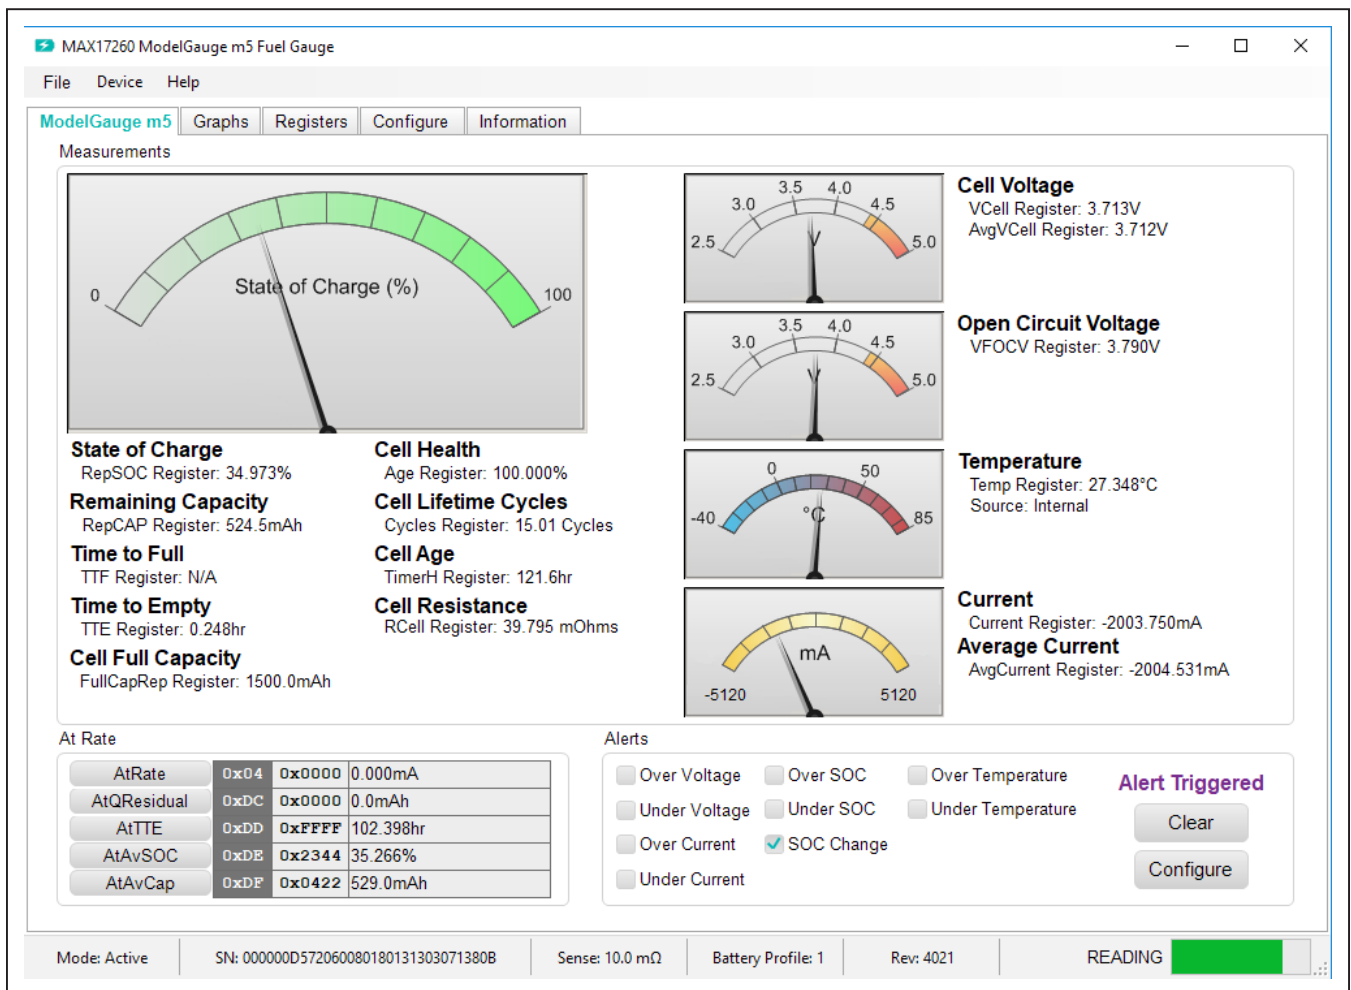 MAX17260 ModelGauge m5 Fuel Gauge
File Device Help
ModelGauge m5 Graphs Registers Configure Information
Measurements
0
State of Charge (%)
100
2.5 3.0 3.5 4.0 4.5 5.0
V
Cell Voltage
VCell Register: 3.713V
AvgVCell Register: 3.712V
2.5 3.0 3.5 4.0 4.5 5.0
V
Open Circuit Voltage
VFOCV Register: 3.790V
-40 0 50 85
°C
Temperature
Temp Register: 27.348°C
Source: Internal
mA
-5120 5120
Current
Current Register: -2003.750mA
Average Current
AvgCurrent Register: -2004.531mA
State of Charge
RepSOC Register: 34.973%
Remaining Capacity
RepCAP Register: 524.5mAh
Time to Full
TTF Register: N/A
Time to Empty
TTE Register: 0.248hr
Cell Full Capacity
FullCapRep Register: 1500.0mAh
Cell Health
Age Register: 100.000%
Cell Lifetime Cycles
Cycles Register: 15.01 Cycles
Cell Age
TimerH Register: 121.6hr
Cell Resistance
RCell Register: 39.795 mOhms
At Rate
AtRate 0x04 0x0000 0.000mA
AtQResidual 0xDC 0x0000 0.0mAh
AtTTE 0xDD 0xFFFF 102.398hr
AtAvSOC 0xDE 0x2344 35.266%
AtAvCap 0xDF 0x0422 529.0mAh
Alerts
Over Voltage Over SOC Over Temperature
Under Voltage Under SOC Under Temperature
Over Current SOC Change
Under Current
Alert Triggered
Clear
Configure
Mode: Active SN: 000000D572060080180131303071380B Sense: 10.0 mΩ Battery Profile: 1 Rev: 4021 READING